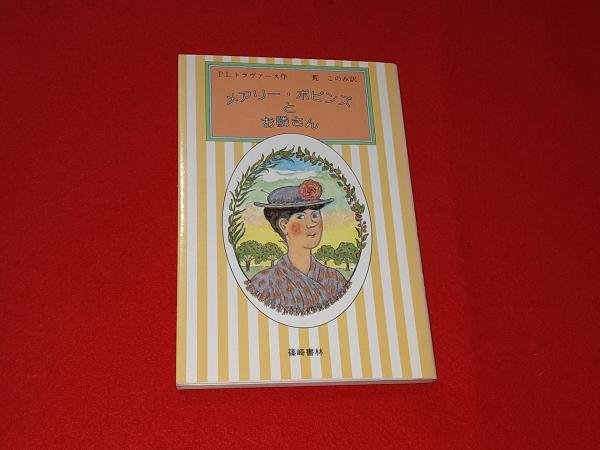 P.L.トラヴァース作 荒 このみ訳
メアリー・ポピンズ
と
お隣さん
篠崎書林